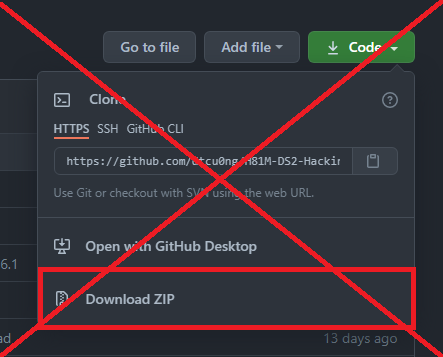 Go to file Add file Code
Clone
HTTPS SSH GitHub CLI
https://github.com/dtcu0ng/H81M-DS2-Hackin
Use Git or checkout with SVN using the web URL.
Open with GitHub Desktop
6.1
Download ZIP
ad 13 days ago